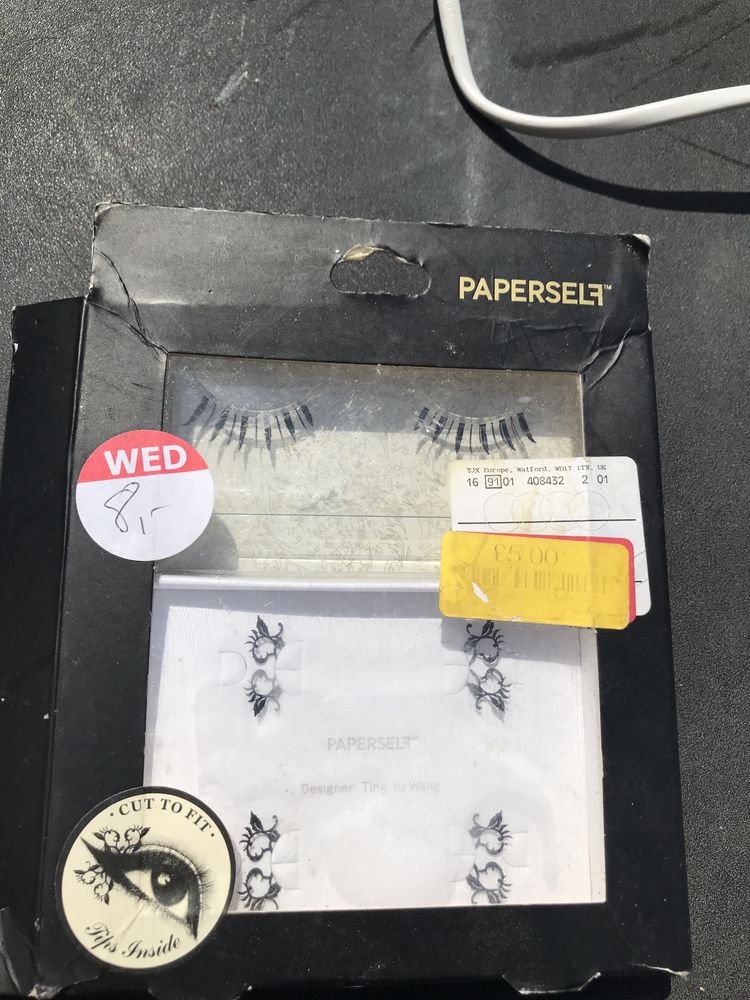 PAPERSELF™
WED
8,-
TJX Europe, Watford, WD17 1TX, UK
16 91 01 408432 2 01
£5.00
PAPERSELF™
Designer: Ting Yu Wang
· CUT TO FIT ·
Tips Inside